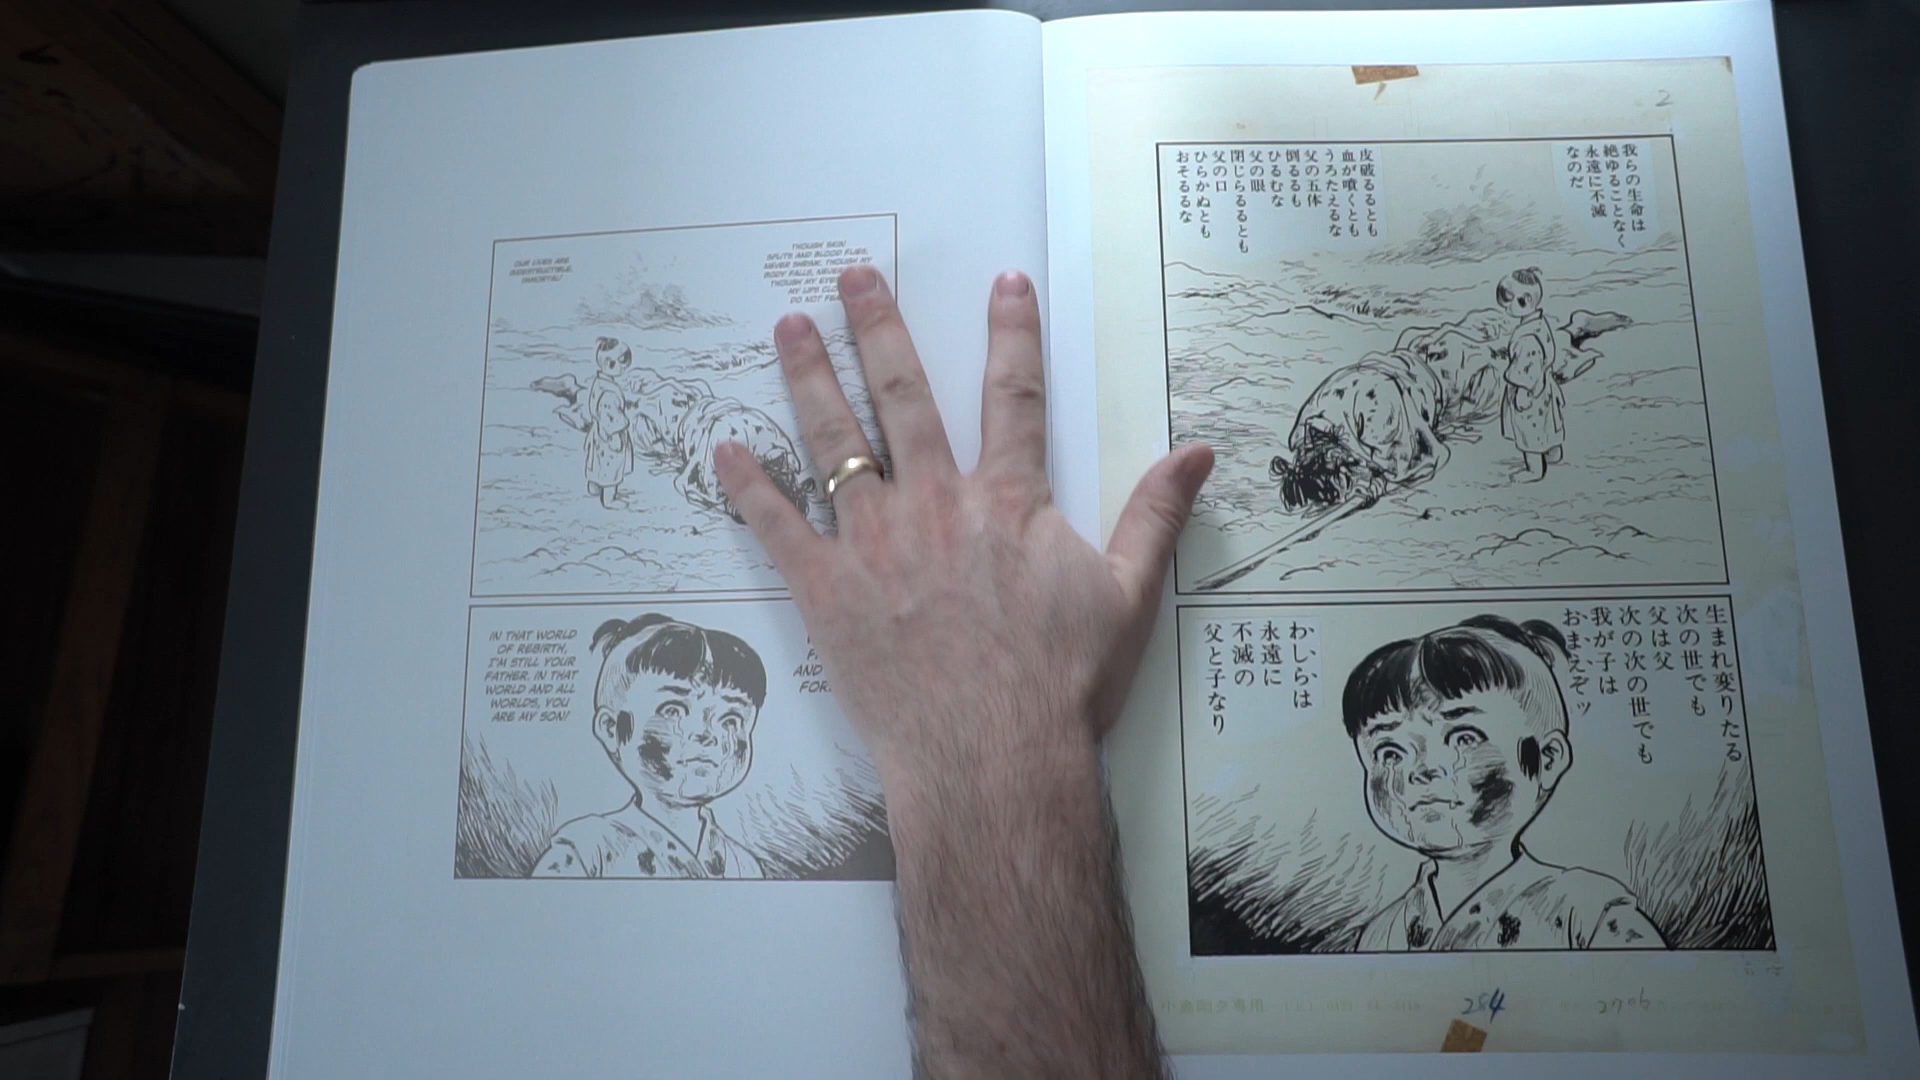 OUR LIVES ARE
INDESTRUCTIBLE,
IMMORTAL!
THOUGH SKIN
SPLITS AND BLOOD FLIES,
NEVER SHRINK. THOUGH MY
BODY FALLS, NEVER
THOUGH MY EYES
MY LIPS
DO NOT
IN THAT WORLD
OF REBIRTH,
I'M STILL YOUR
FATHER. IN THAT
WORLD AND ALL
WORLDS, YOU
ARE MY SON!
AND
2
我らの生命は
絶ゆることなく
永遠に不滅
なのだ
皮破るるとも
血が噴くとも
うろたえるな
父の五体
倒るるも
ひるむな
父の眼
閉じらるるとも
父の口
ひらかぬとも
おそるるな
生まれ変りたる
次の世でも
父は父
次の次の世でも
我が子は
おまえぞッ
わしらは
永遠に
不滅の
父と子なり
小島剛夕専用
284
2706